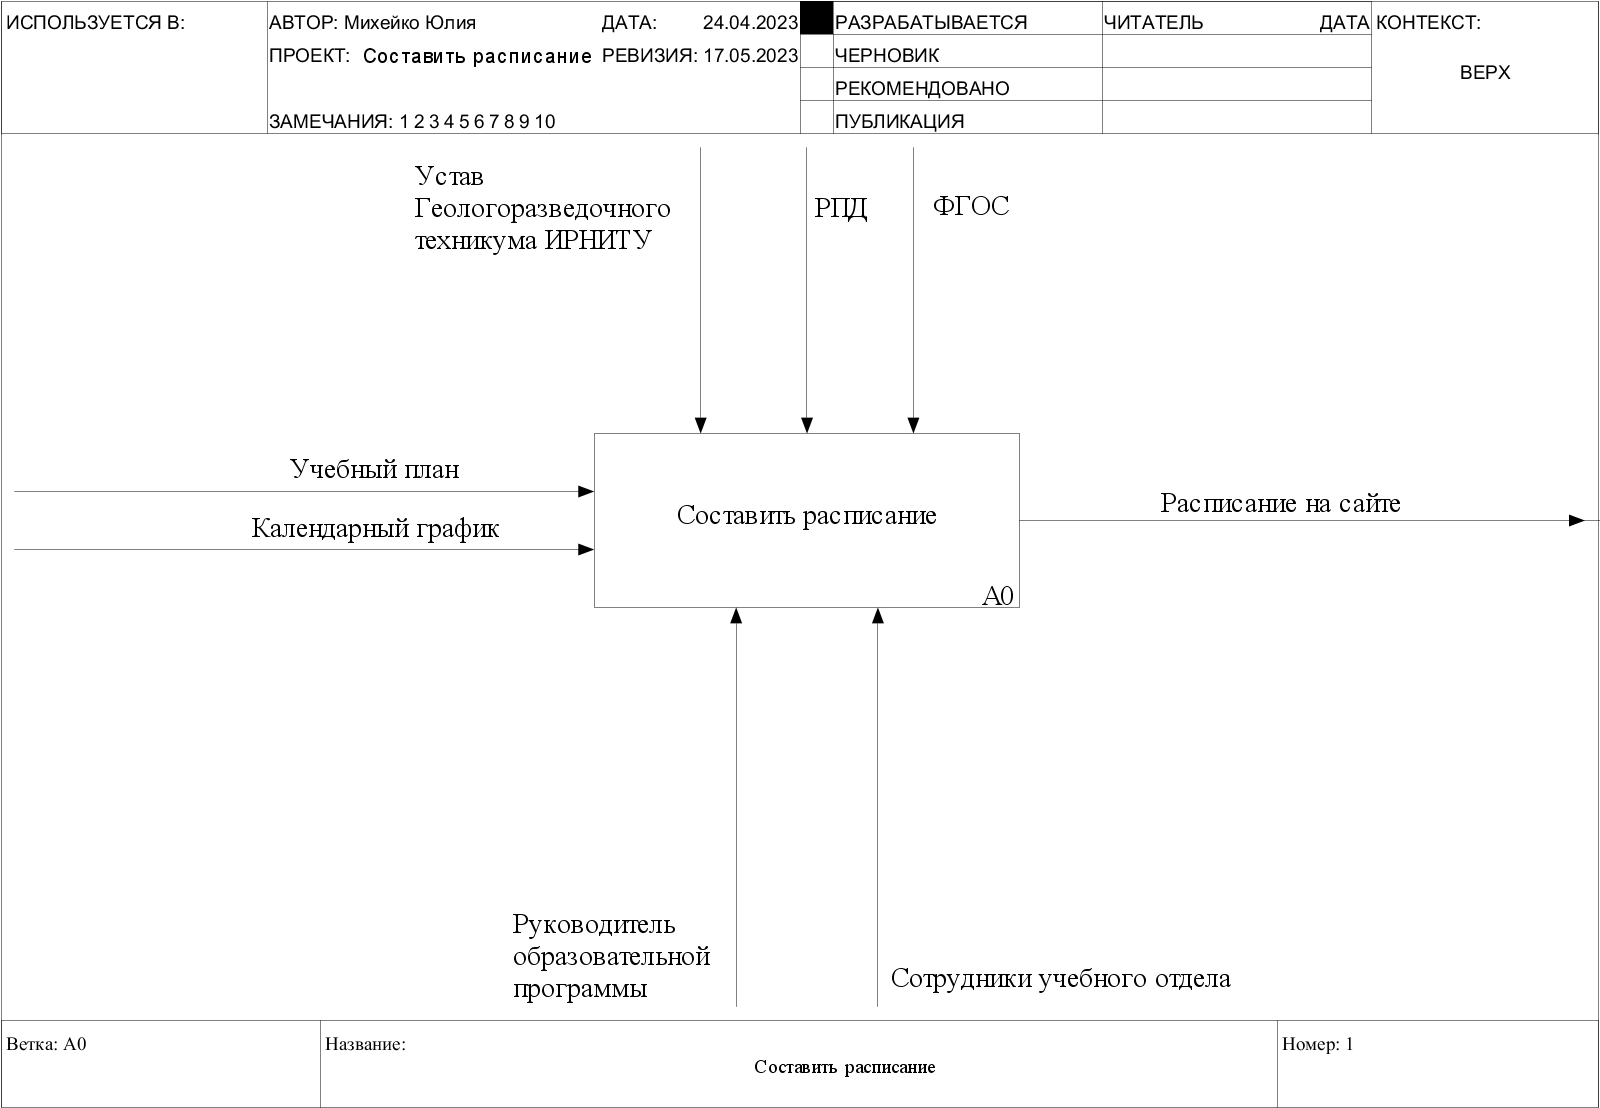 ИСПОЛЬЗУЕТСЯ В:
АВТОР: Михейко Юлия
ДАТА: 24.04.2023
ПРОЕКТ: Составить расписание
РЕВИЗИЯ: 17.05.2023
ЗАМЕЧАНИЯ: 1 2 3 4 5 6 7 8 9 10
РАЗРАБАТЫВАЕТСЯ
ЧЕРНОВИК
РЕКОМЕНДОВАНО
ПУБЛИКАЦИЯ
ЧИТАТЕЛЬ ДАТА
КОНТЕКСТ:
ВЕРХ
Устав
Геологоразведочного
техникума ИРНИТУ
РПД
ФГОС
Учебный план
Календарный график
Составить расписание
A0
Расписание на сайте
Руководитель
образовательной
программы
Сотрудники учебного отдела
Ветка: A0
Название:
Составить расписание
Номер: 1